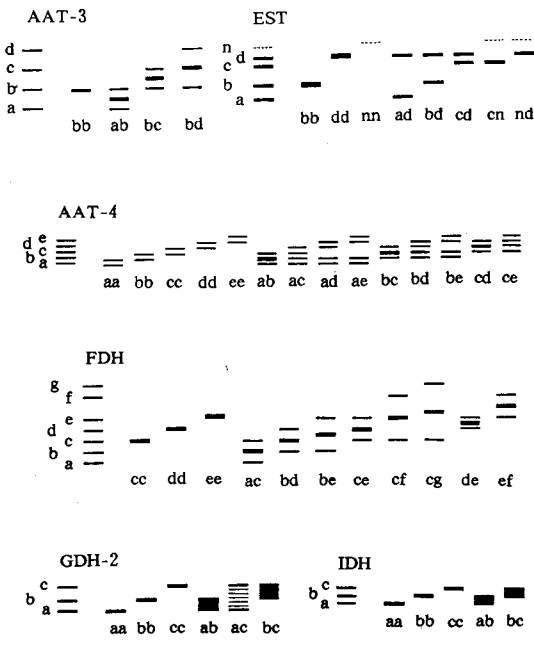 AAT-3 EST
d
c
b
a
n
d
c
b
a
bb ab bc bd
bb dd nn ad bd cd cn nd
AAT-4
e
d
c
b
a
aa bb cc dd ee ab ac ad ae bc bd be cd ce
FDH
g
f
e
d
c
b
a
cc dd ee ac bd be ce cf cg de ef
GDH-2 IDH
c
b
a
c
b
a
aa bb cc ab ac bc
aa bb cc ab bc